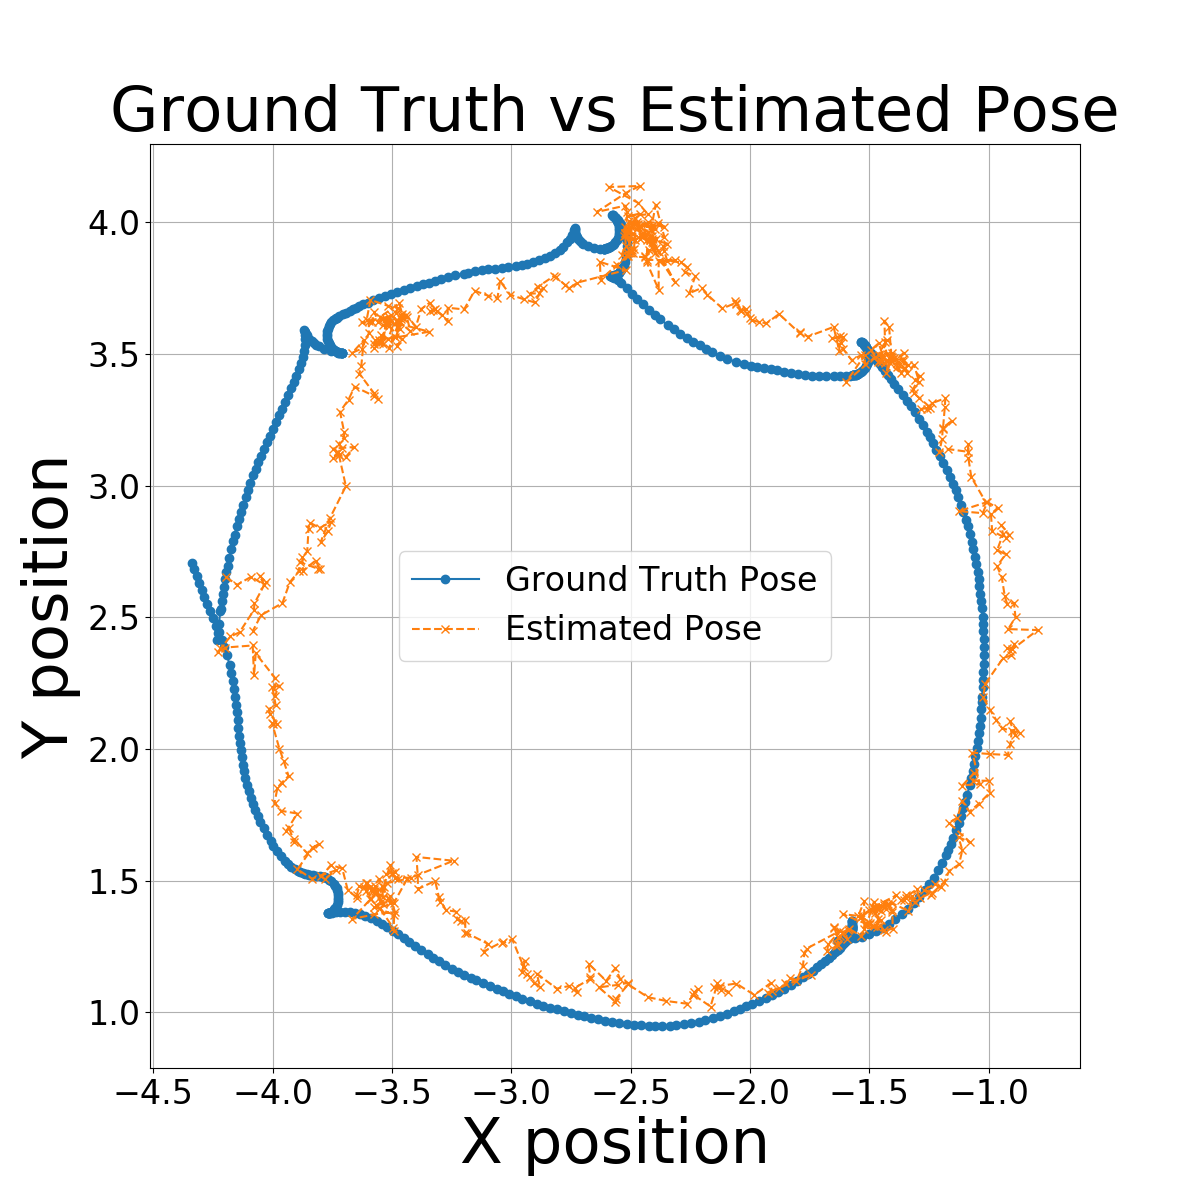 Ground Truth vs Estimated Pose
4.0
3.5
3.0
2.5
2.0
1.5
1.0
Y position
Ground Truth Pose
Estimated Pose
−4.5 −4.0 −3.5 −3.0 −2.5 −2.0 −1.5 −1.0
X position